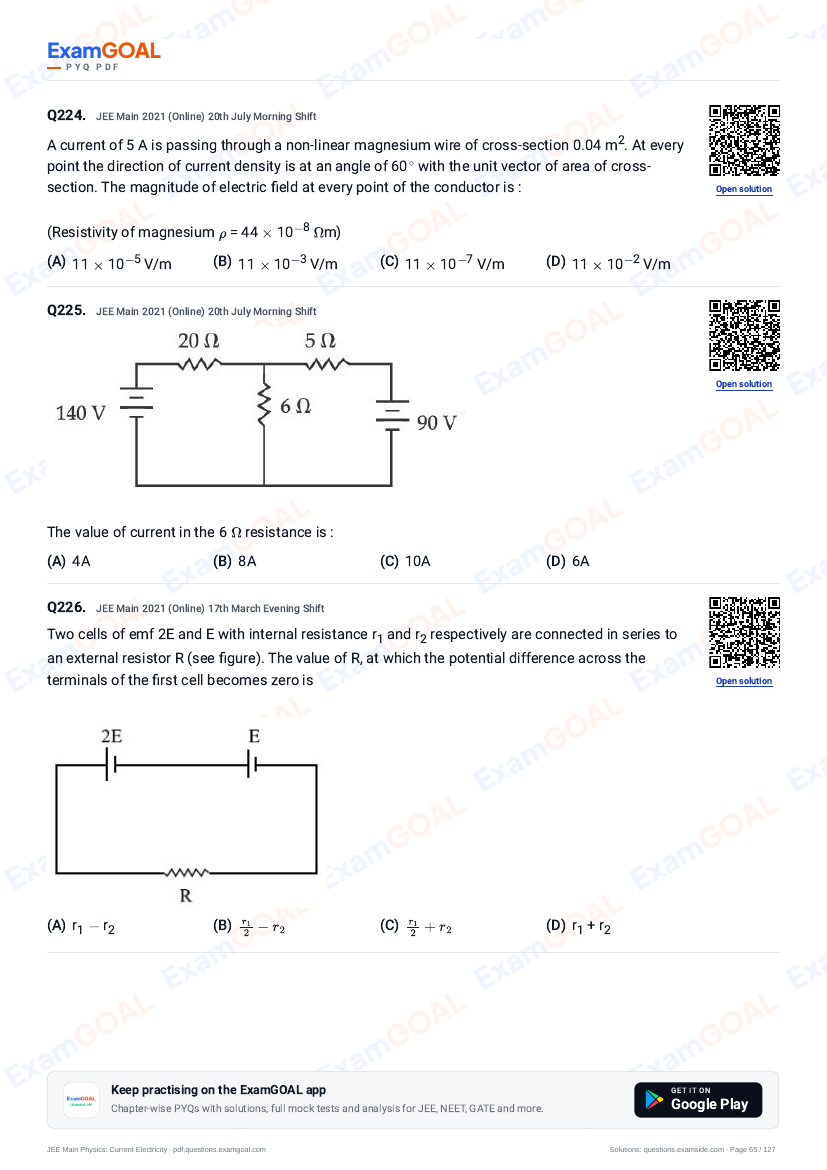 ExamGOAL
PYQ PDF
Q224. JEE Main 2021 (Online) 20th July Morning Shift
A current of 5 A is passing through a non-linear magnesium wire of cross-section 0.04 m². At every
point the direction of current density is at an angle of 60° with the unit vector of area of cross-
section. The magnitude of electric field at every point of the conductor is :
Open solution
(Resistivity of magnesium ρ = 44 × 10⁻⁸ Ωm)
(A) 11 × 10⁻⁵ V/m (B) 11 × 10⁻³ V/m (C) 11 × 10⁻⁷ V/m (D) 11 × 10⁻² V/m
Q225. JEE Main 2021 (Online) 20th July Morning Shift
20 Ω 5 Ω
Open solution
140 V 6 Ω 90 V
The value of current in the 6 Ω resistance is :
(A) 4A (B) 8A (C) 10A (D) 6A
Q226. JEE Main 2021 (Online) 17th March Evening Shift
Two cells of emf 2E and E with internal resistance r₁ and r₂ respectively are connected in series to
an external resistor R (see figure). The value of R, at which the potential difference across the
terminals of the first cell becomes zero is
Open solution
2E E
R
(A) r₁ − r₂ (B) r₁/2 − r₂ (C) r₁/2 + r₂ (D) r₁ + r₂
Keep practising on the ExamGOAL app
Chapter-wise PYQs with solutions, full mock tests and analysis for JEE, NEET, GATE and more.
GET IT ON
Google Play
JEE Main Physics: Current Electricity · pdf.questions.examgoal.com Solutions: questions.examside.com · Page 65 / 127